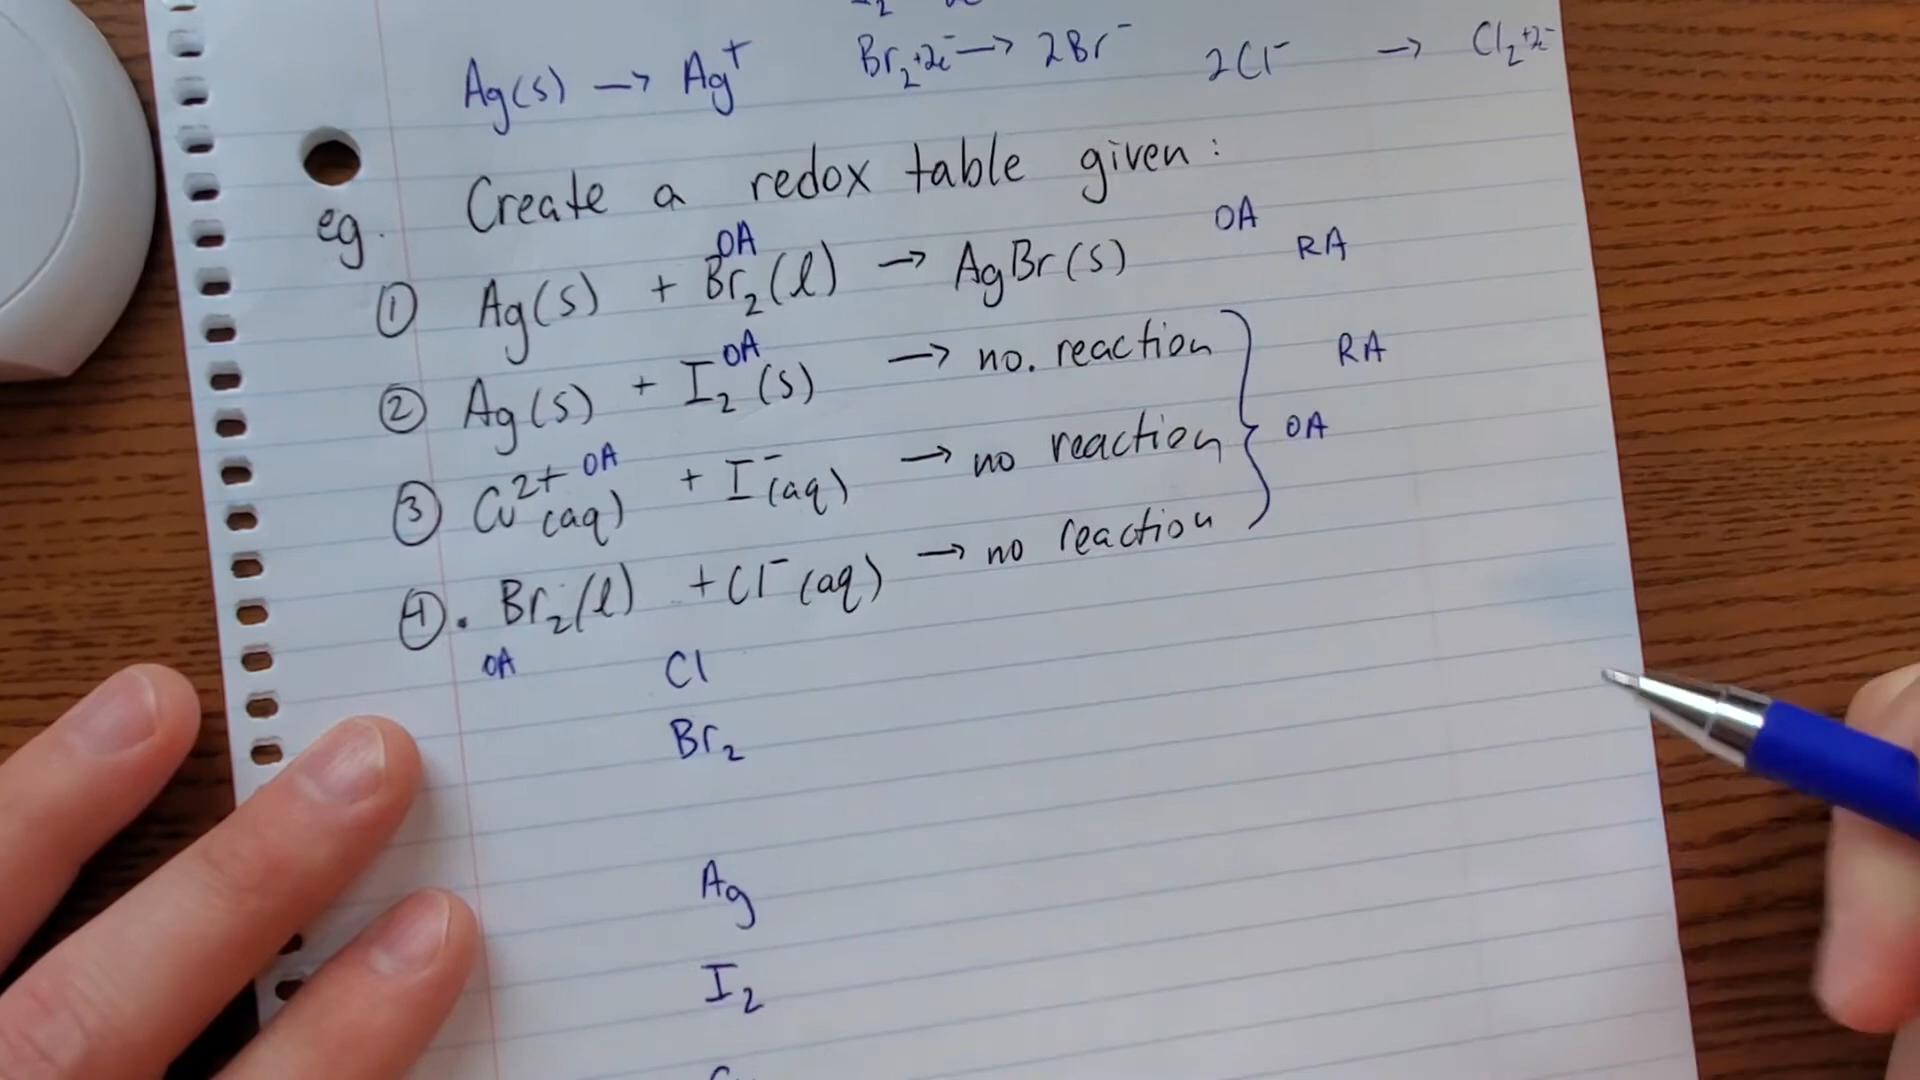 Ag(s) → Ag⁺ Br₂+2e⁻ → 2Br⁻ 2Cl⁻ → Cl₂+2e⁻
eg. Create a redox table given:
OA OA RA
① Ag(s) + Br₂(l) → AgBr(s)
OA RA
② Ag(s) + I₂(s) → no. reaction
OA OA
③ Cu²⁺(aq) + I⁻(aq) → no reaction
④. Br₂(l) + Cl⁻(aq) → no reaction
OA
Cl
Br₂
Ag
I₂